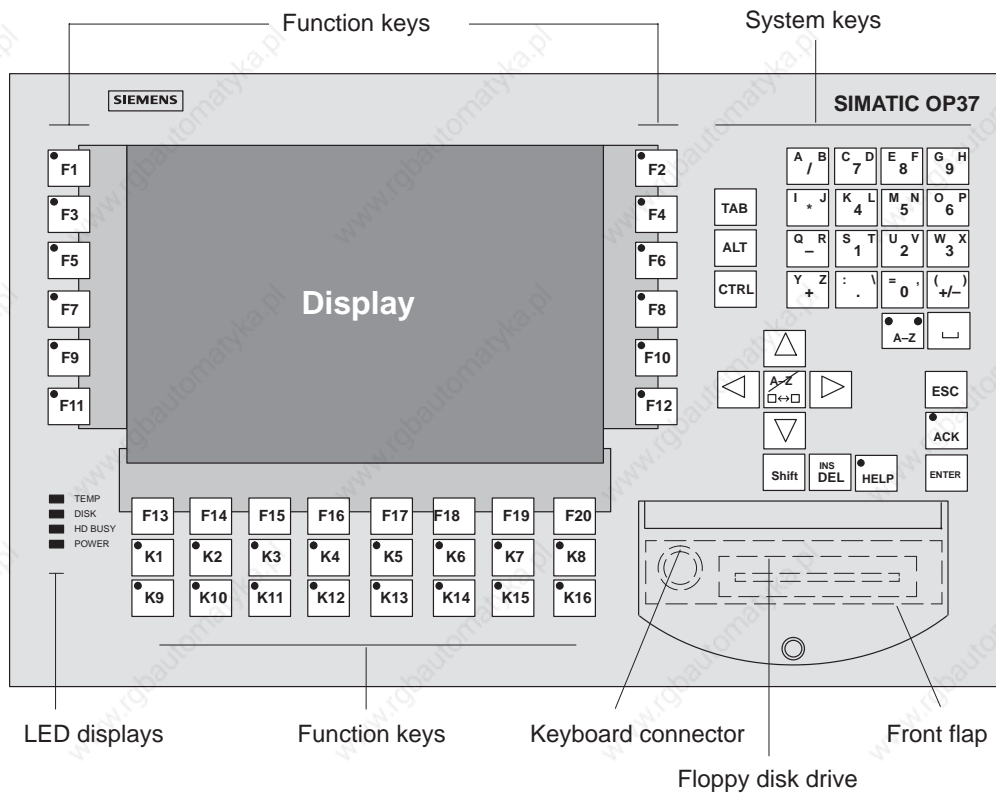 Function keys
System keys
SIEMENS
SIMATIC OP37
F1
F2
A B / C D 7 E F 8 G H 9
F3
F4
TAB
I J * K L 4 M N 5 O P 6
F5
F6
ALT
Q R – S T 1 U V 2 W X 3
F7
Display
F8
CTRL
Y Z + : \ . = , 0 ( ) +/–
A–Z
F9
F10
A–Z
ESC
F11
F12
ACK
Shift
INS
DEL
HELP
ENTER
TEMP
DISK
HD BUSY
POWER
F13 F14 F15 F16 F17 F18 F19 F20
K1 K2 K3 K4 K5 K6 K7 K8
K9 K10 K11 K12 K13 K14 K15 K16
LED displays
Function keys
Keyboard connector
Front flap
Floppy disk drive
www.rgbautomatyka.pl